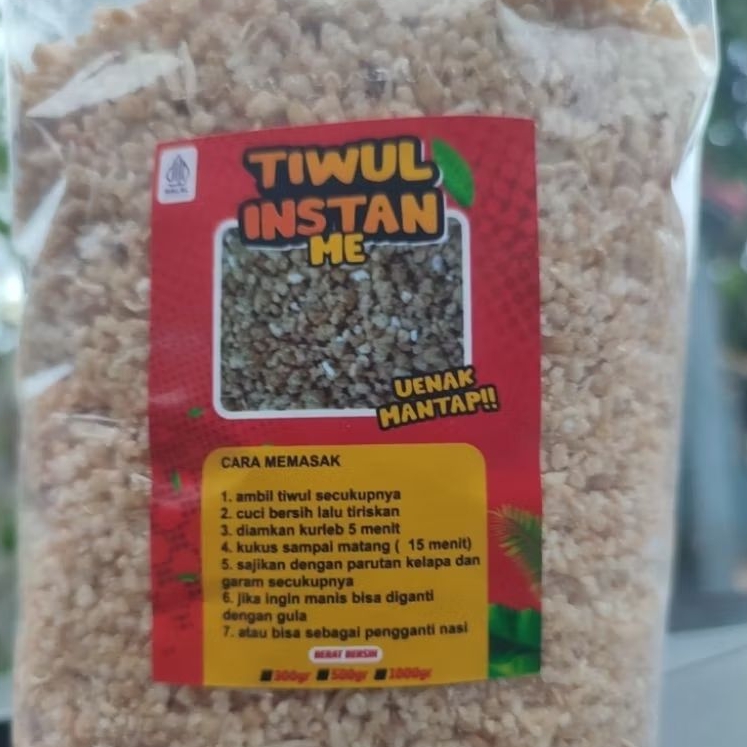 HALAL
TIWUL
INSTAN
ME
UENAK
MANTAP!!
CARA MEMASAK
1. ambil tiwul secukupnya
2. cuci bersih lalu tiriskan
3. diamkan kurleb 5 menit
4. kukus sampai matang ( 15 menit)
5. sajikan dengan parutan kelapa dan
garam secukupnya
6. jika ingin manis bisa diganti
dengan gula
7. atau bisa sebagai pengganti nasi
BERAT BERSIH
300gr 500gr 1000gr